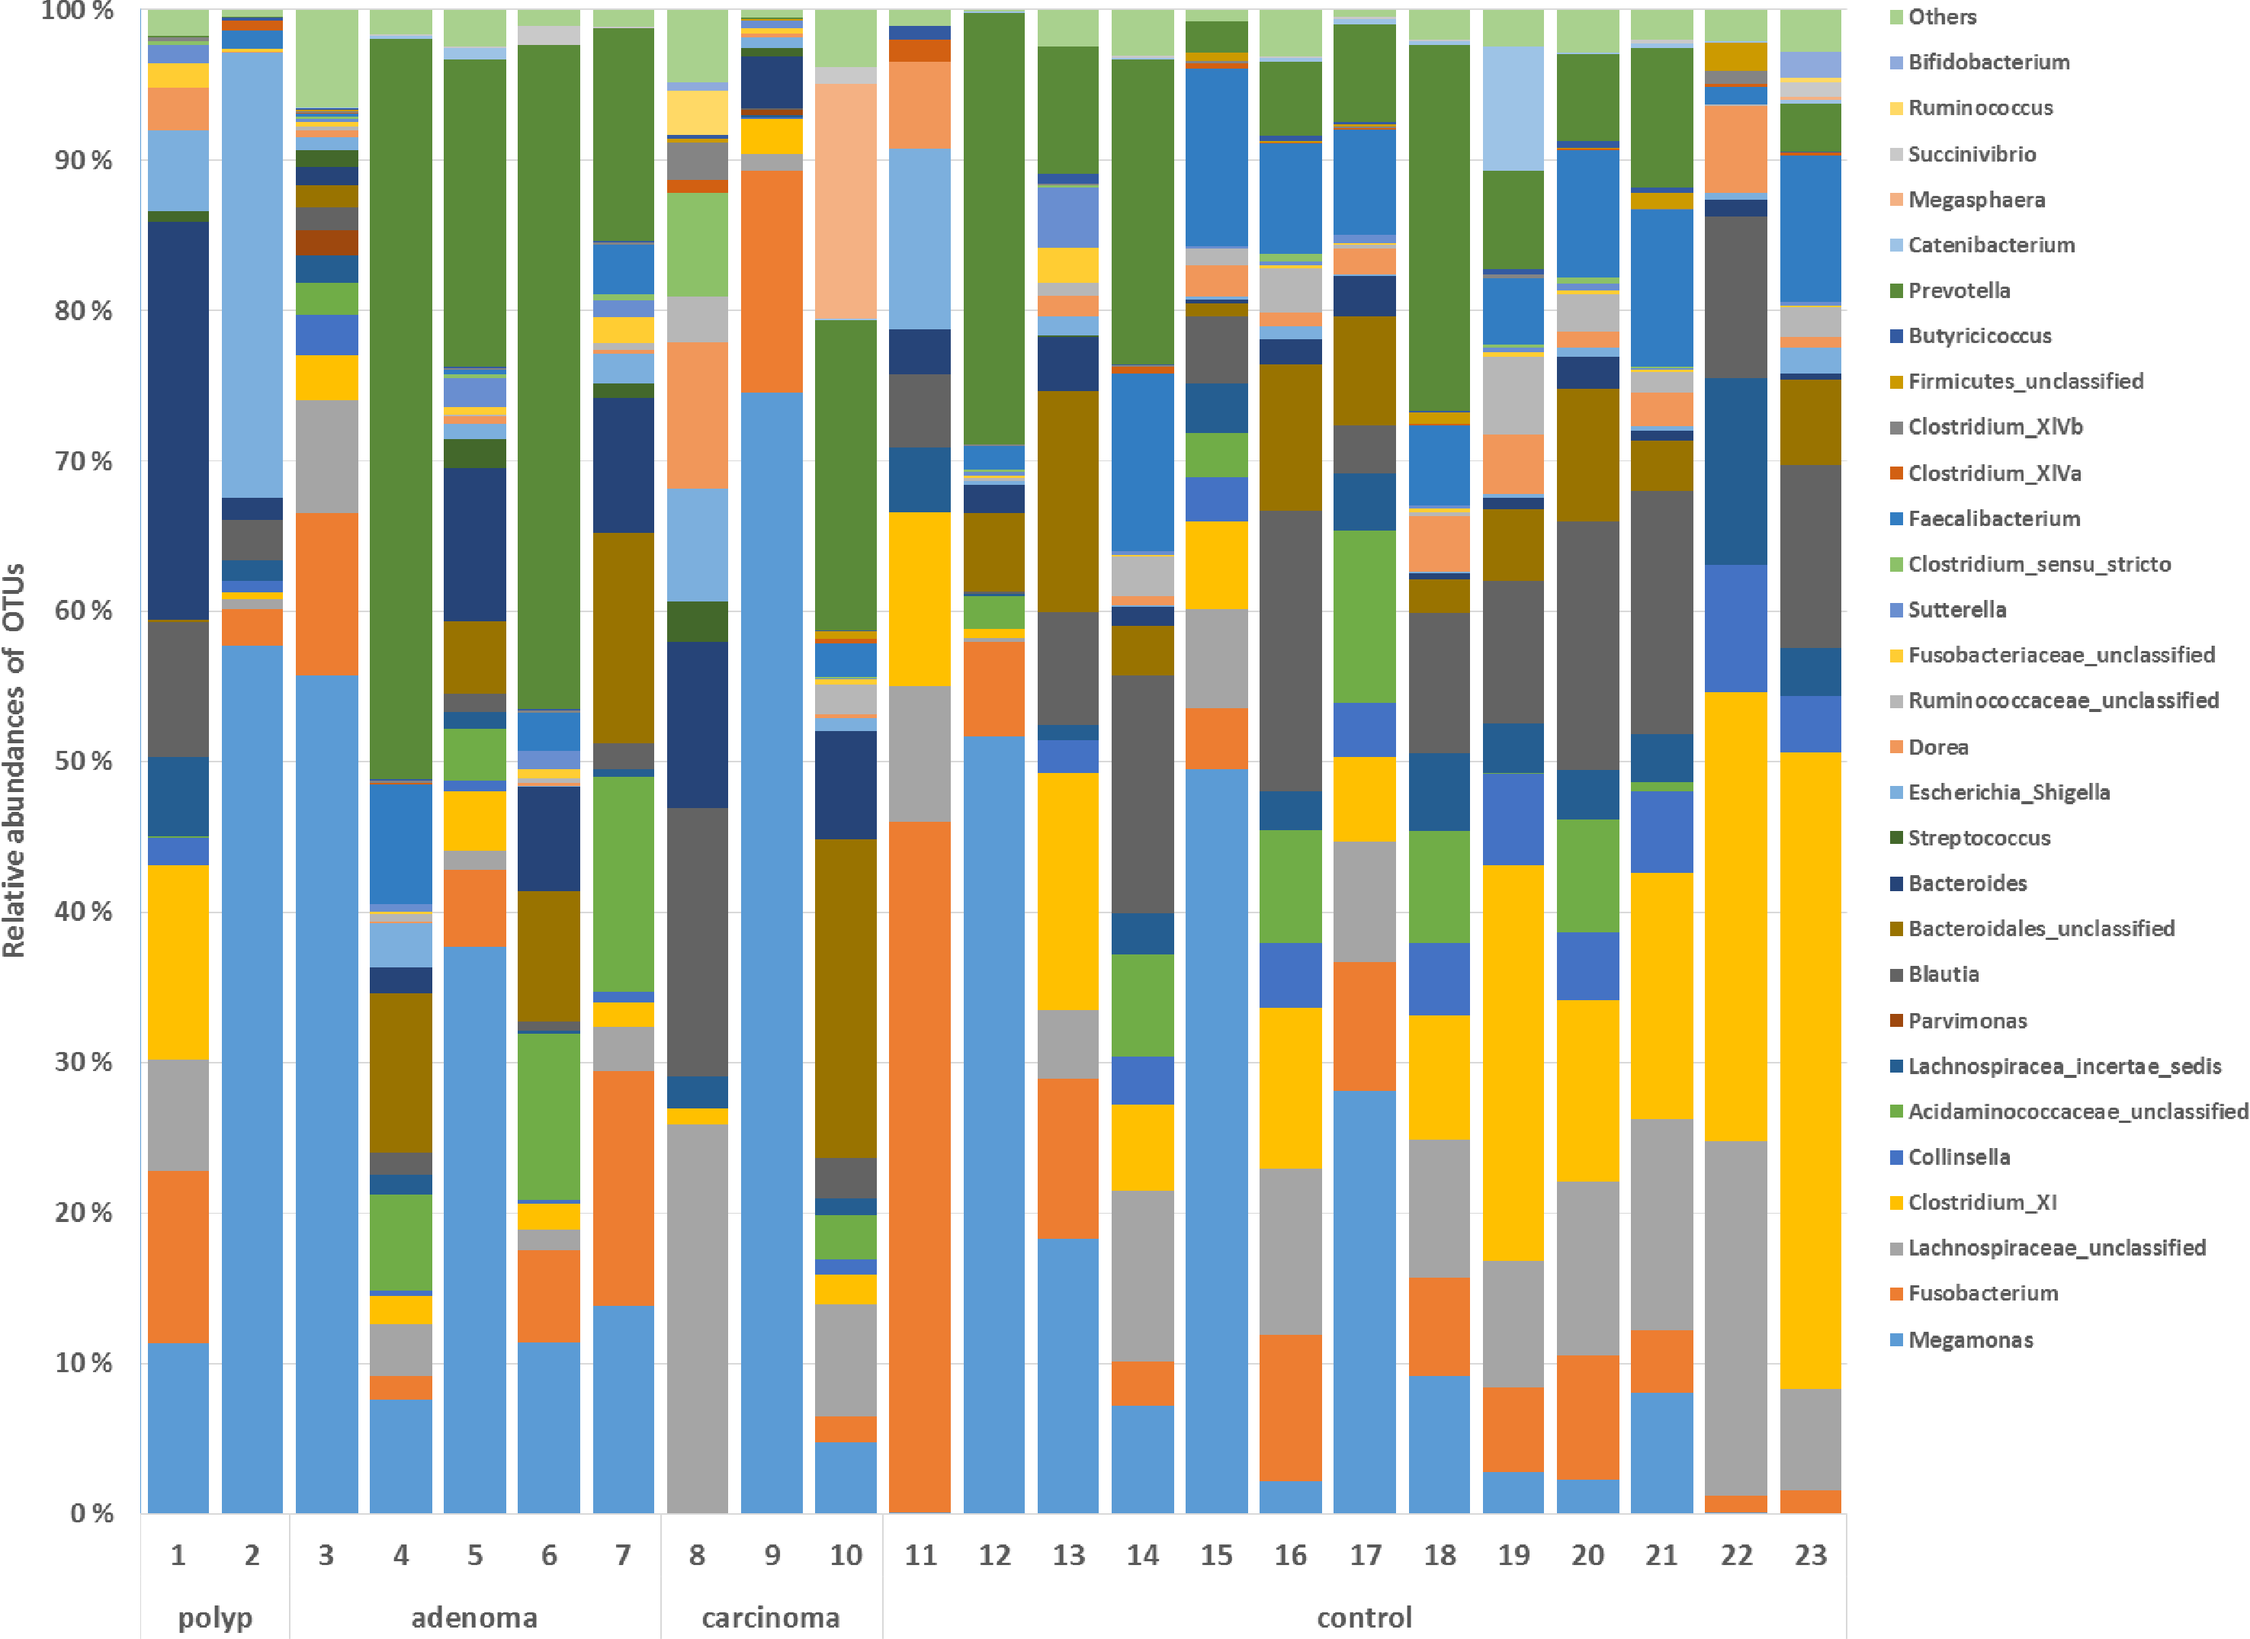 Relative abundances of OTUs
100 %
90 %
80 %
70 %
60 %
50 %
40 %
30 %
20 %
10 %
0 %
1 2 3 4 5 6 7 8 9 10 11 12 13 14 15 16 17 18 19 20 21 22 23
polyp adenoma carcinoma control
Others
Bifidobacterium
Ruminococcus
Succinivibrio
Megasphaera
Catenibacterium
Prevotella
Butyricicoccus
Firmicutes_unclassified
Clostridium_XlVb
Clostridium_XlVa
Faecalibacterium
Clostridium_sensu_stricto
Sutterella
Fusobacteriaceae_unclassified
Ruminococcaceae_unclassified
Dorea
Escherichia_Shigella
Streptococcus
Bacteroides
Bacteroidales_unclassified
Blautia
Parvimonas
Lachnospiracea_incertae_sedis
Acidaminococcaceae_unclassified
Collinsella
Clostridium_XI
Lachnospiraceae_unclassified
Fusobacterium
Megamonas